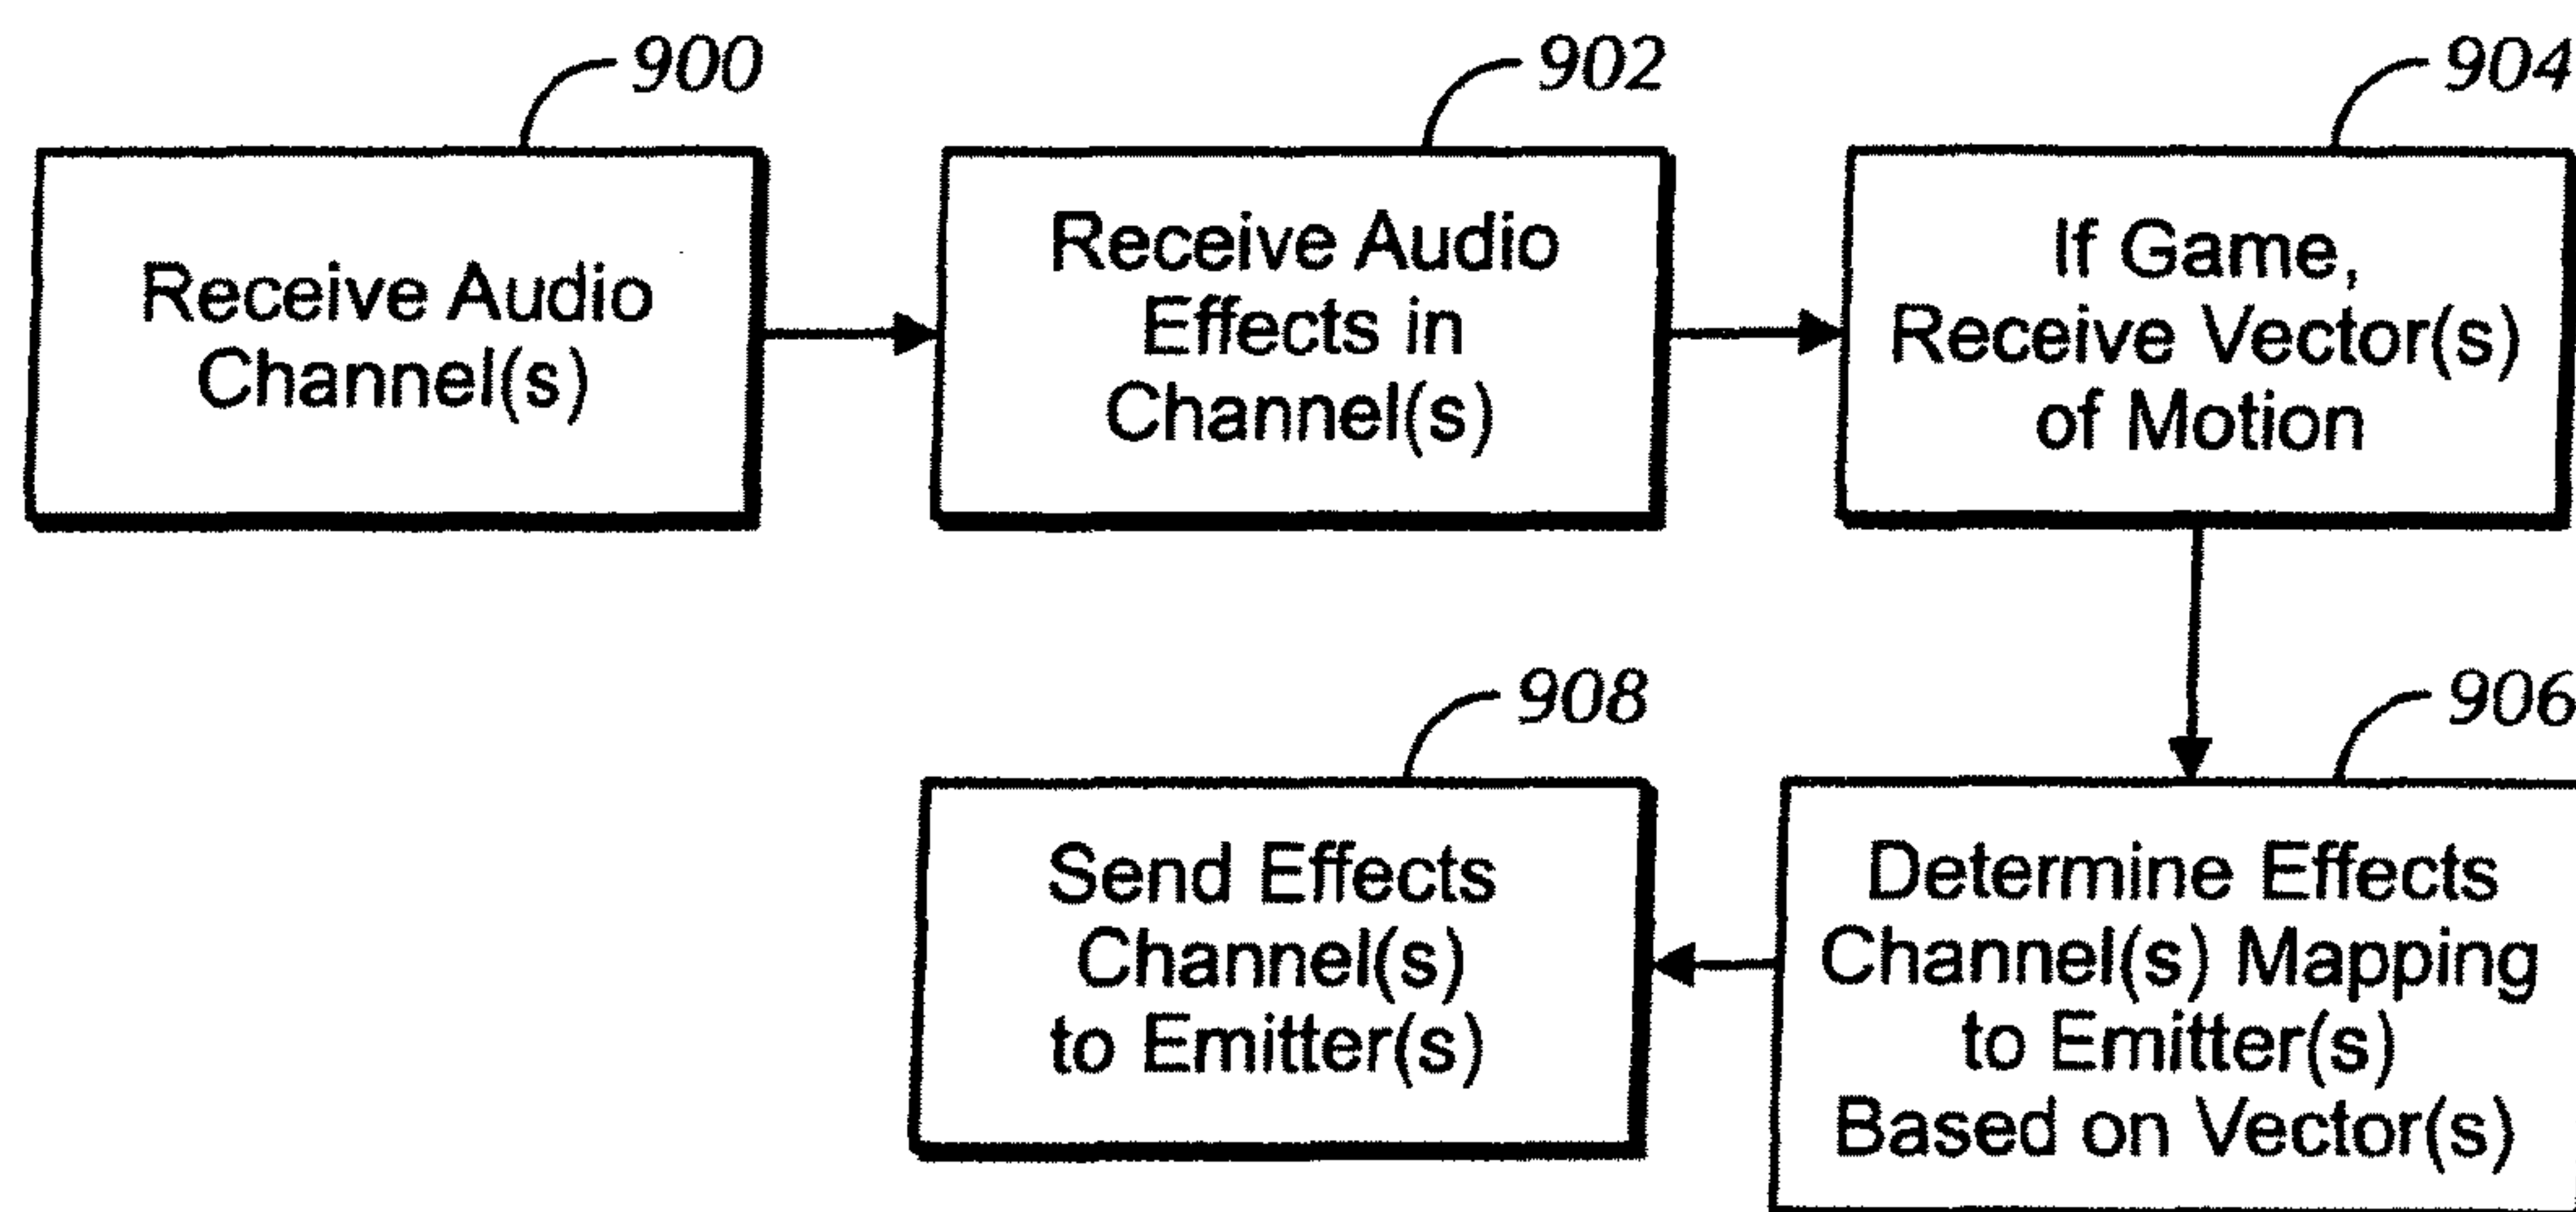 900
Receive Audio
Channel(s)
902
Receive Audio
Effects in
Channel(s)
904
If Game,
Receive Vector(s)
of Motion
906
Determine Effects
Channel(s) Mapping
to Emitter(s)
Based on Vector(s)
908
Send Effects
Channel(s)
to Emitter(s)